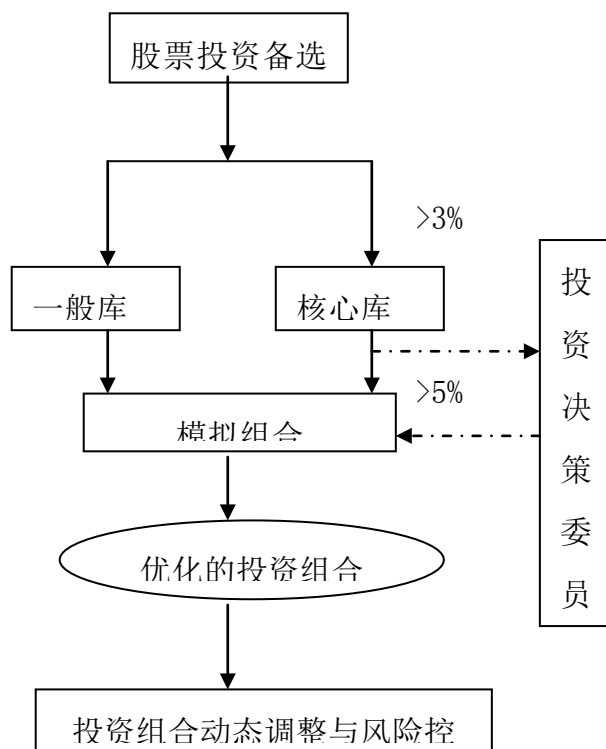 股票投资备选
>3%
一般库
核心库
>5%
模拟组合
优化的投资组合
投资组合动态调整与风险控
投
资
决
策
委
员